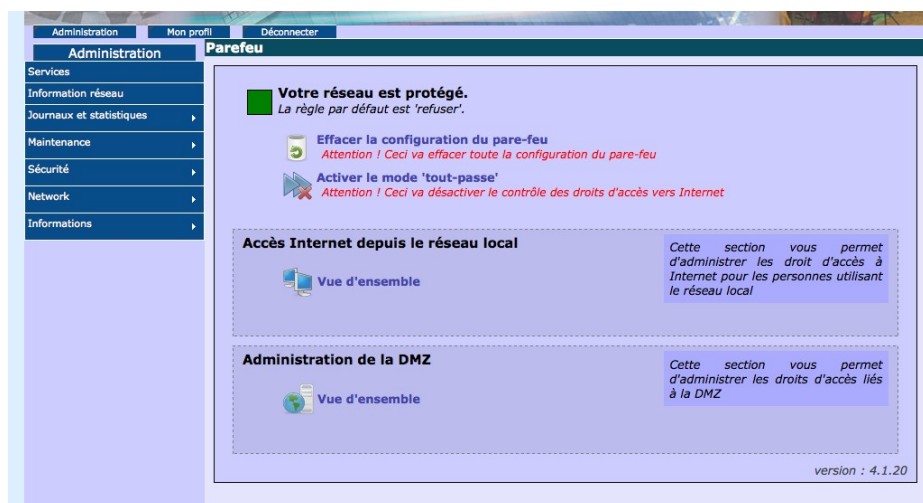 Administration Mon profil Déconnecter
Administration
Services
Information réseau
Journaux et statistiques
Maintenance
Sécurité
Network
Informations
Parefeu
Votre réseau est protégé.
La règle par défaut est 'refuser'.
Effacer la configuration du pare-feu
Attention ! Ceci va effacer toute la configuration du pare-feu
Activer le mode 'tout-passe'
Attention ! Ceci va désactiver le contrôle des droits d'accès vers Internet
Accès Internet depuis le réseau local
Vue d'ensemble
Cette section vous permet
d'administrer les droit d'accès à
Internet pour les personnes utilisant
le réseau local
Administration de la DMZ
Vue d'ensemble
Cette section vous permet
d'administrer les droits d'accès liés
à la DMZ
version : 4.1.20